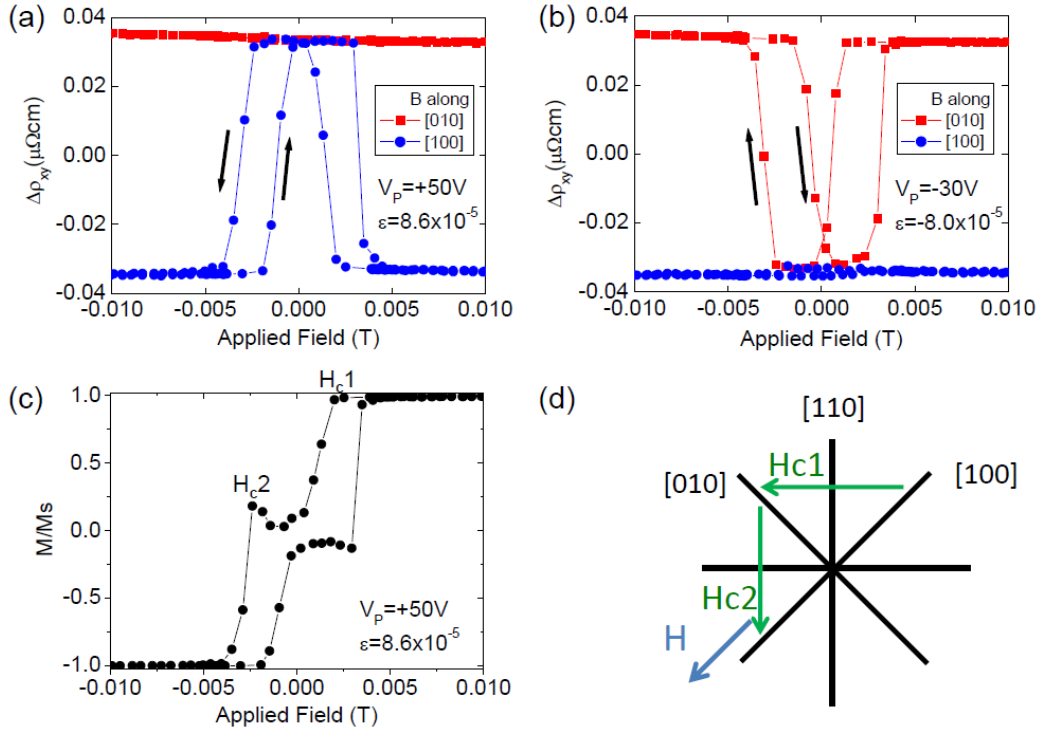 (a)
0.04
0.02
0.00
-0.02
-0.04
Δρxy(μΩcm)
B along
[010]
[100]
VP=+50V
ε=8.6x10-5
-0.010
-0.005
0.000
0.005
0.010
Applied Field (T)
(b)
0.04
0.02
0.00
-0.02
-0.04
Δρxy(μΩcm)
B along
[010]
[100]
VP=-30V
ε=-8.0x10-5
-0.010
-0.005
0.000
0.005
0.010
Applied Field (T)
(c)
1.0
0.5
0.0
-0.5
-1.0
M/Ms
Hc1
Hc2
VP=+50V
ε=8.6x10-5
-0.010
-0.005
0.000
0.005
0.010
Applied Field (T)
(d)
[110]
[010]
Hc1
[100]
Hc2
H